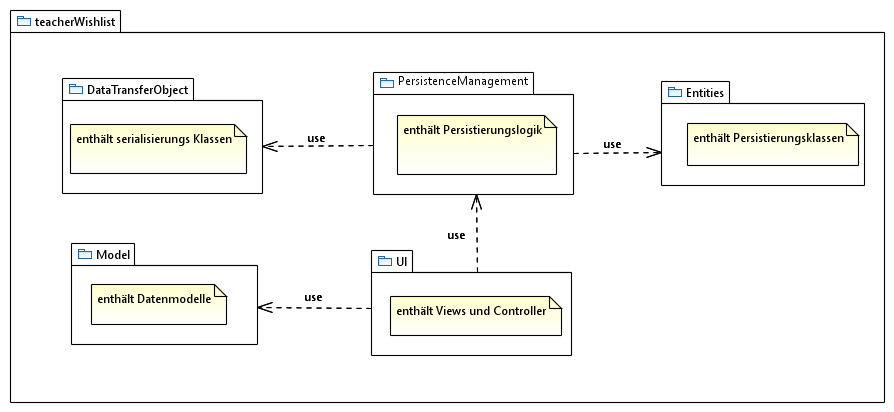 teacherWishlist
DataTransferObject
enthält serialisierungs Klassen
use
PersistenceManagement
enthält Persistierungslogik
use
Entities
enthält Persistierungsklassen
use
Model
enthält Datenmodelle
use
UI
enthält Views und Controller